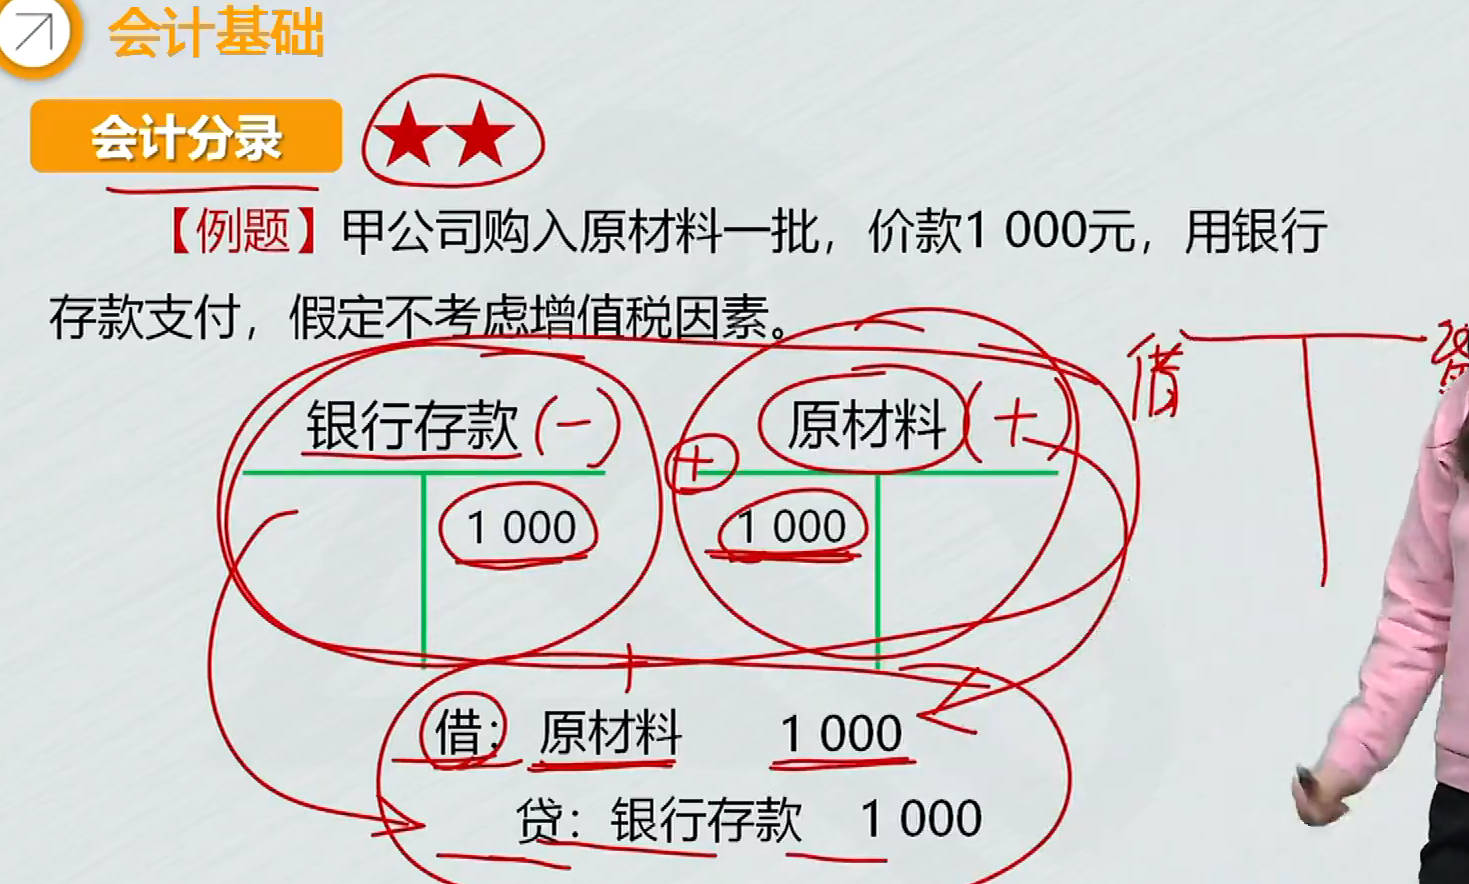 会计基础
会计分录 ★★
【例题】甲公司购入原材料一批，价款1 000元，用银行
存款支付，假定不考虑增值税因素。
银行存款(−) 原材料(+) 借
+
1 000 1 000
借：原材料 1 000
贷：银行存款 1 000